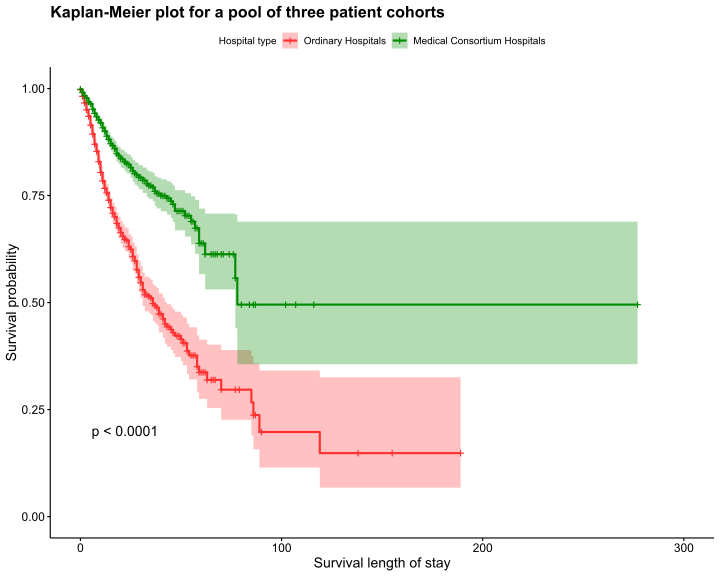 Kaplan-Meier plot for a pool of three patient cohorts
Hospital type Ordinary Hospitals Medical Consortium Hospitals
1.00
0.75
0.50
0.25
0.00
Survival probability
p < 0.0001
0 100 200 300
Survival length of stay